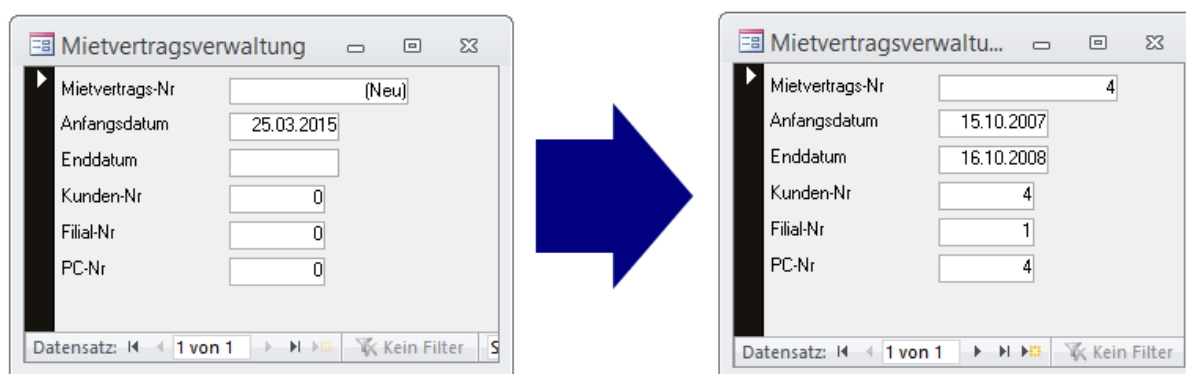 Mietvertragsverwaltung
Mietvertrags-Nr (Neu)
Anfangsdatum 25.03.2015
Enddatum
Kunden-Nr 0
Filial-Nr 0
PC-Nr 0
Datensatz: 1 von 1 Kein Filter S
Mietvertragsverwaltu...
Mietvertrags-Nr 4
Anfangsdatum 15.10.2007
Enddatum 16.10.2008
Kunden-Nr 4
Filial-Nr 1
PC-Nr 4
Datensatz: 1 von 1 Kein Filter